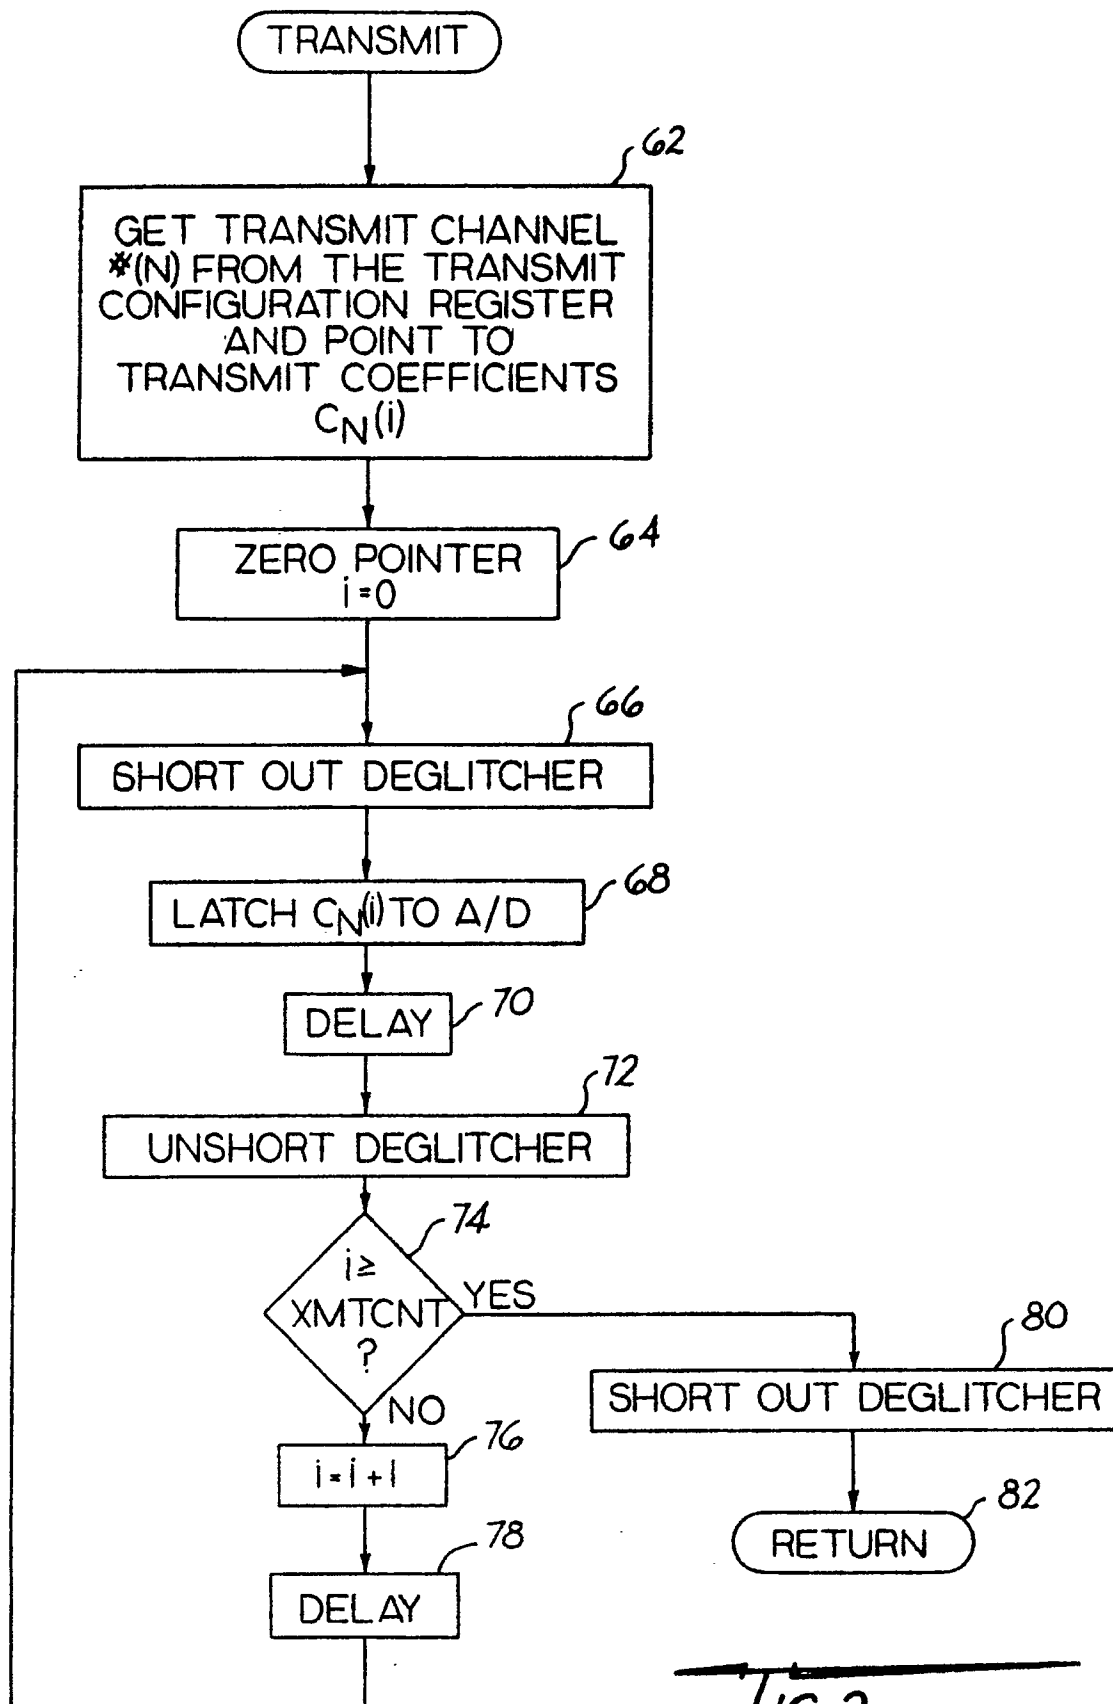 TRANSMIT
62
GET TRANSMIT CHANNEL
#(N) FROM THE TRANSMIT
CONFIGURATION REGISTER
AND POINT TO
TRANSMIT COEFFICIENTS
CN(i)
64
ZERO POINTER
i=0
66
SHORT OUT DEGLITCHER
68
LATCH CN(i) TO A/D
70
DELAY
72
UNSHORT DEGLITCHER
74
i≥
XMTCNT
?
YES
NO
80
SHORT OUT DEGLITCHER
76
i=i+1
82
RETURN
78
DELAY